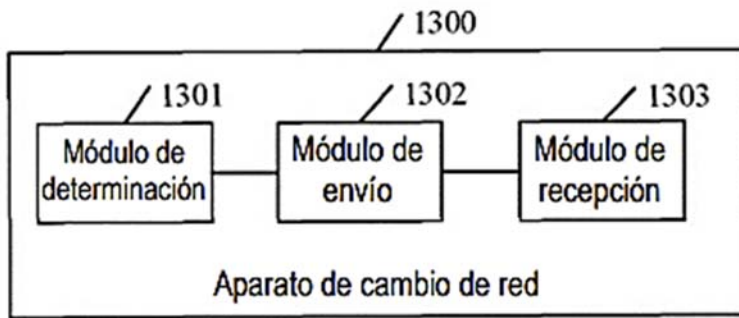 1300
1301
1302
1303
Módulo de
determinación
Módulo de
envío
Módulo de
recepción
Aparato de cambio de red